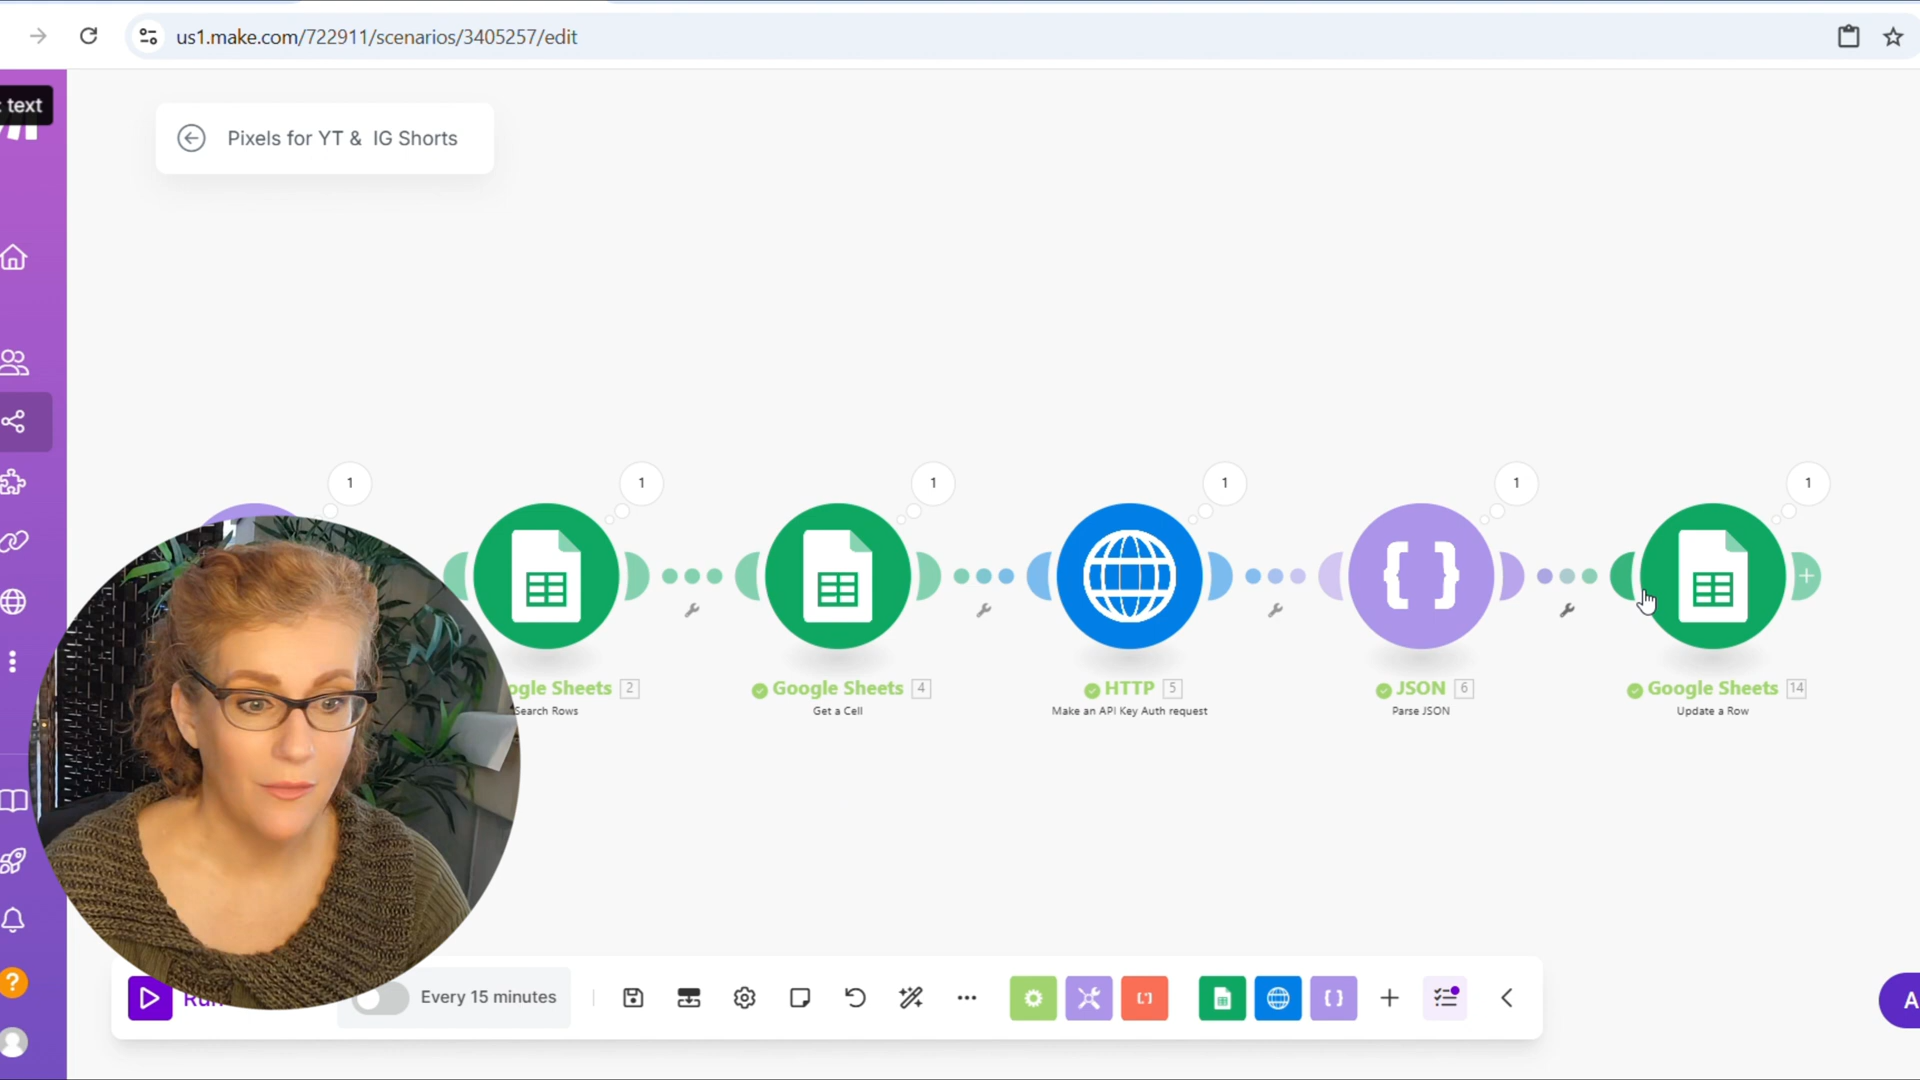 us1.make.com/722911/scenarios/3405257/edit
: text
Pixels for YT & IG Shorts
1
1
1
1
1
1
ogle Sheets 2
Search Rows
Google Sheets 4
Get a Cell
HTTP 5
Make an API Key Auth request
JSON 6
Parse JSON
Google Sheets 14
Update a Row
?
Every 15 minutes
A